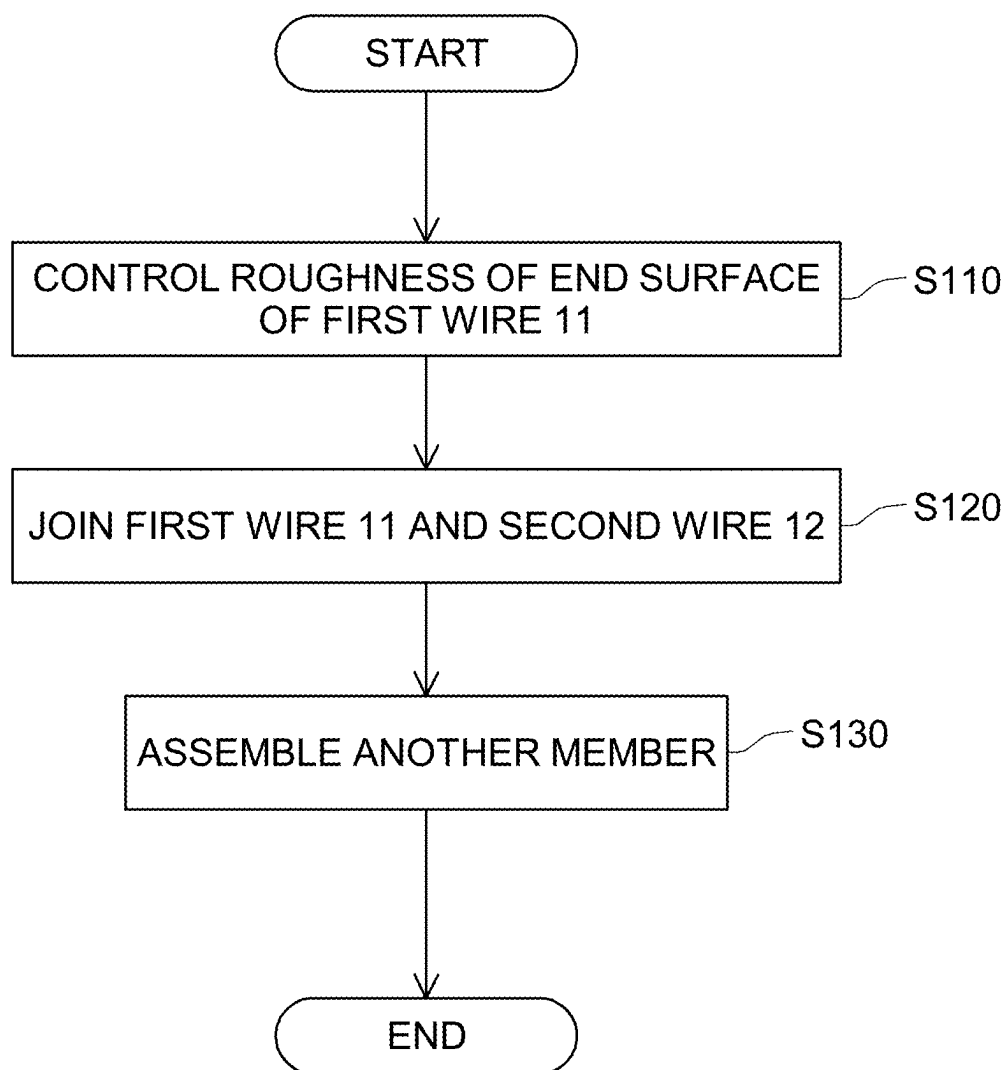 START
CONTROL ROUGHNESS OF END SURFACE
OF FIRST WIRE 11
S110
JOIN FIRST WIRE 11 AND SECOND WIRE 12
S120
ASSEMBLE ANOTHER MEMBER
S130
END